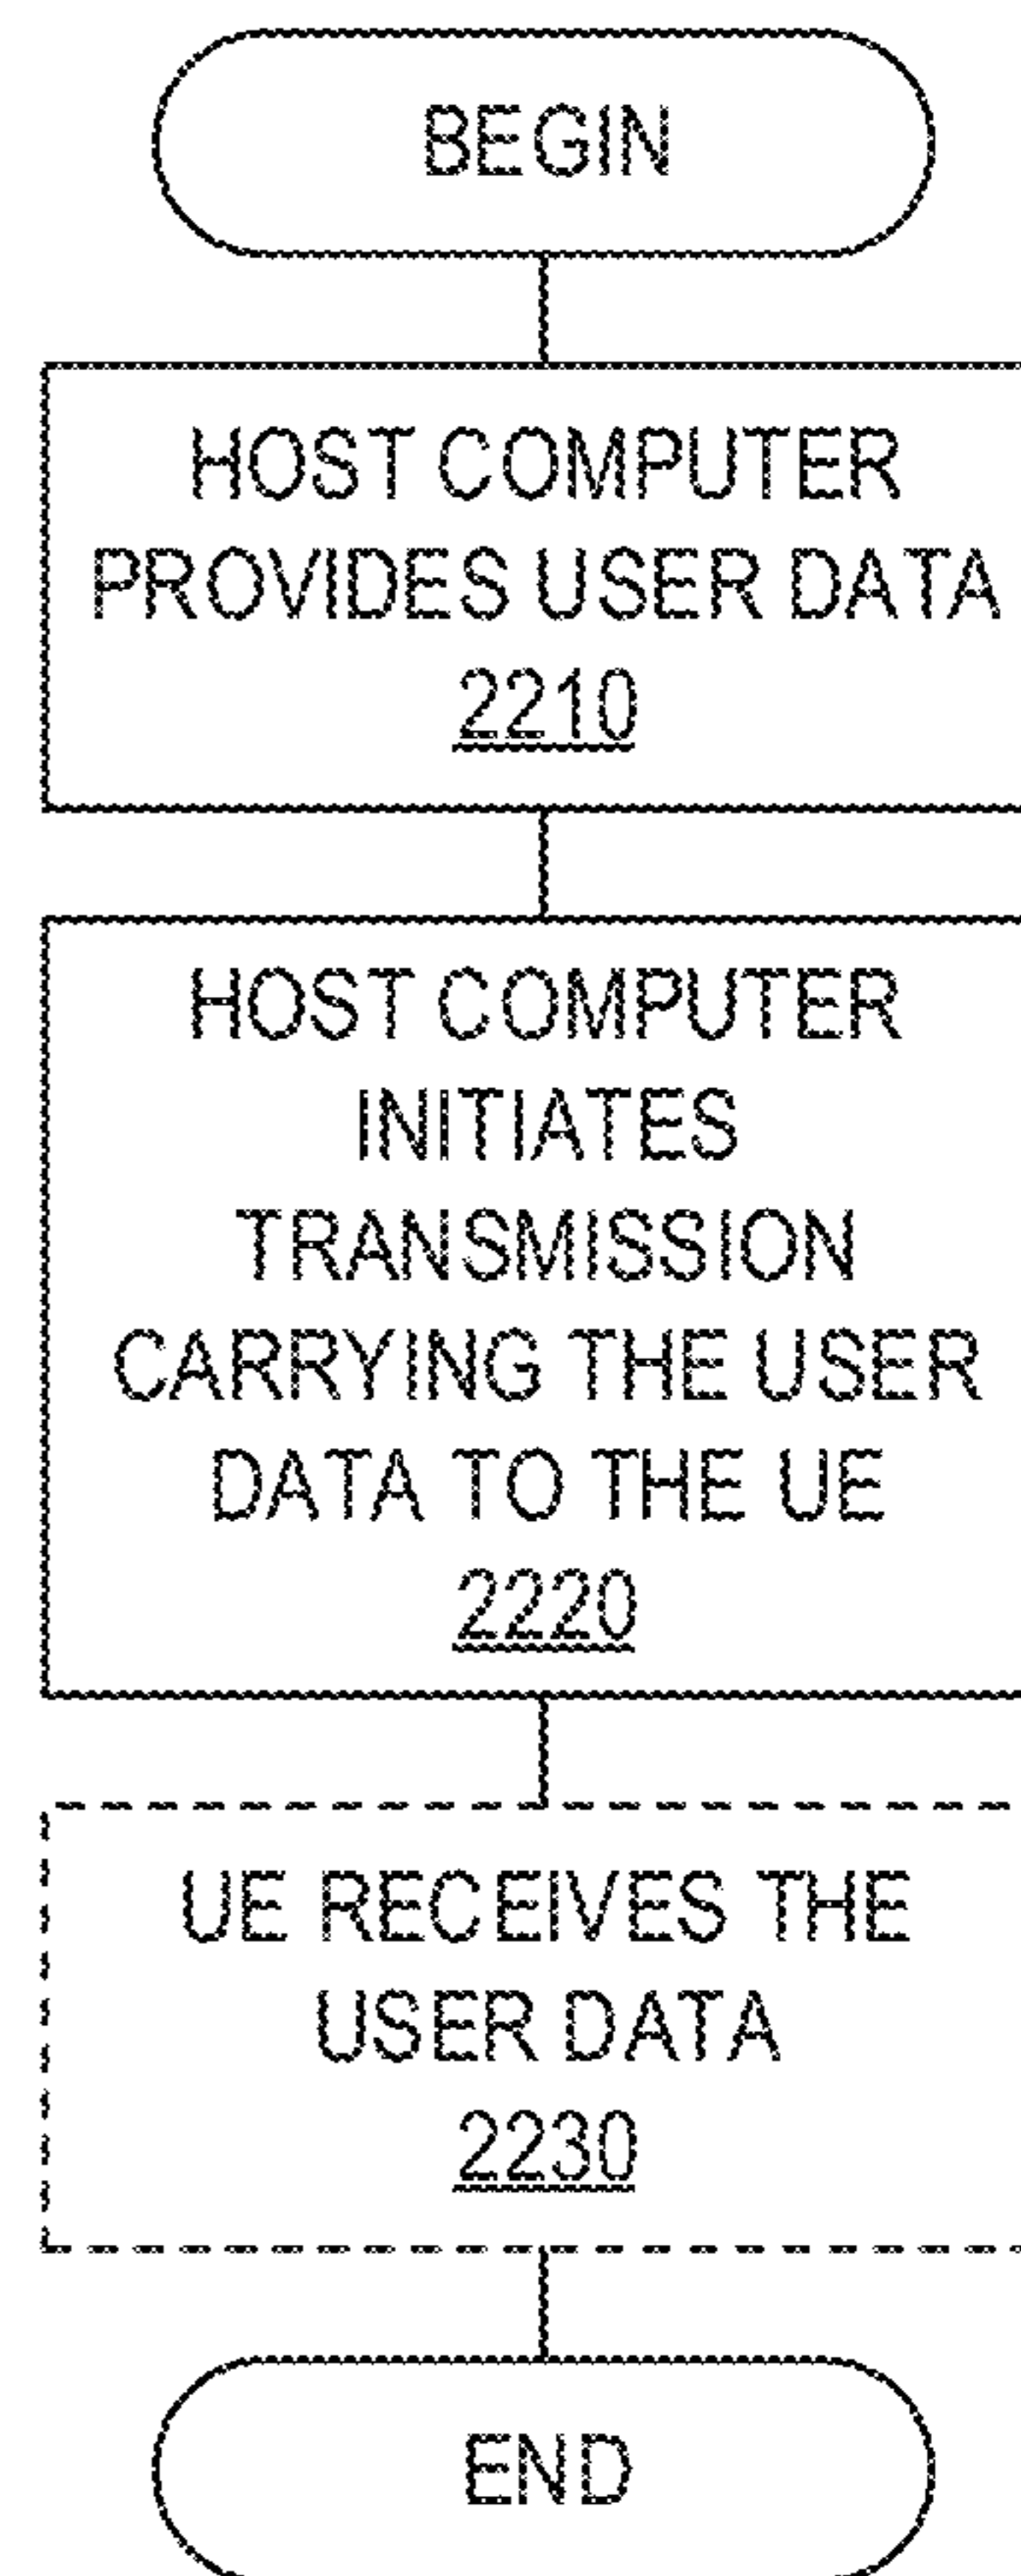 BEGIN
HOST COMPUTER
PROVIDES USER DATA
2210
HOST COMPUTER
INITIATES
TRANSMISSION
CARRYING THE USER
DATA TO THE UE
2220
UE RECEIVES THE
USER DATA
2230
END